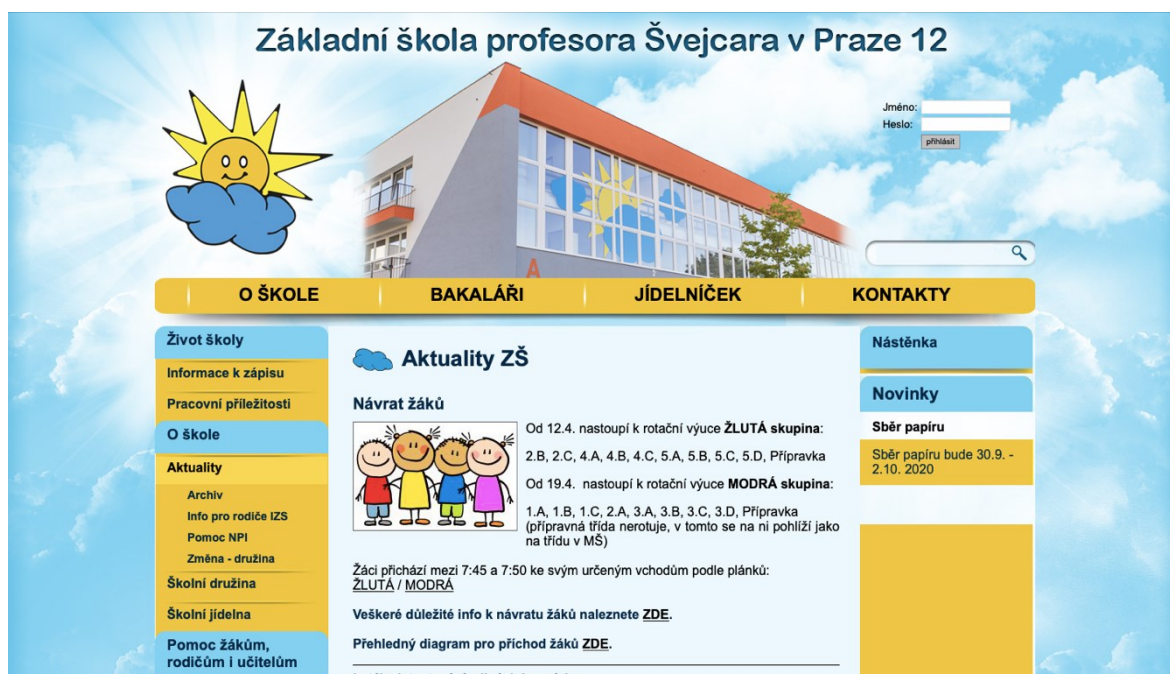 Základní škola profesora Švejcara v Praze 12
Jméno:
Heslo:
přihlásit
A
O ŠKOLE
BAKALÁŘI
JÍDELNÍČEK
KONTAKTY
Život školy
Informace k zápisu
Pracovní příležitosti
O škole
Aktuality
Archiv
Info pro rodiče IZS
Pomoc NPI
Změna - družina
Školní družina
Školní jídelna
Pomoc žákům,
rodičům i učitelům
Aktuality ZŠ
Návrat žáků
Od 12.4. nastoupí k rotační výuce ŽLUTÁ skupina:
2.B, 2.C, 4.A, 4.B, 4.C, 5.A, 5.B, 5.C, 5.D, Přípravka
Od 19.4. nastoupí k rotační výuce MODRÁ skupina:
1.A, 1.B, 1.C, 2.A, 3.A, 3.B, 3.C, 3.D, Přípravka
(přípravná třída nerotuje, v tomto se na ni pohlíží jako
na třídu v MŠ)
Žáci přichází mezi 7:45 a 7:50 ke svým určeným vchodům podle plánků:
ŽLUTÁ / MODRÁ
Veškeré důležité info k návratu žáků naleznete ZDE.
Přehledný diagram pro příchod žáků ZDE.
Nástěnka
Novinky
Sběr papíru
Sběr papíru bude 30.9. -
2.10. 2020